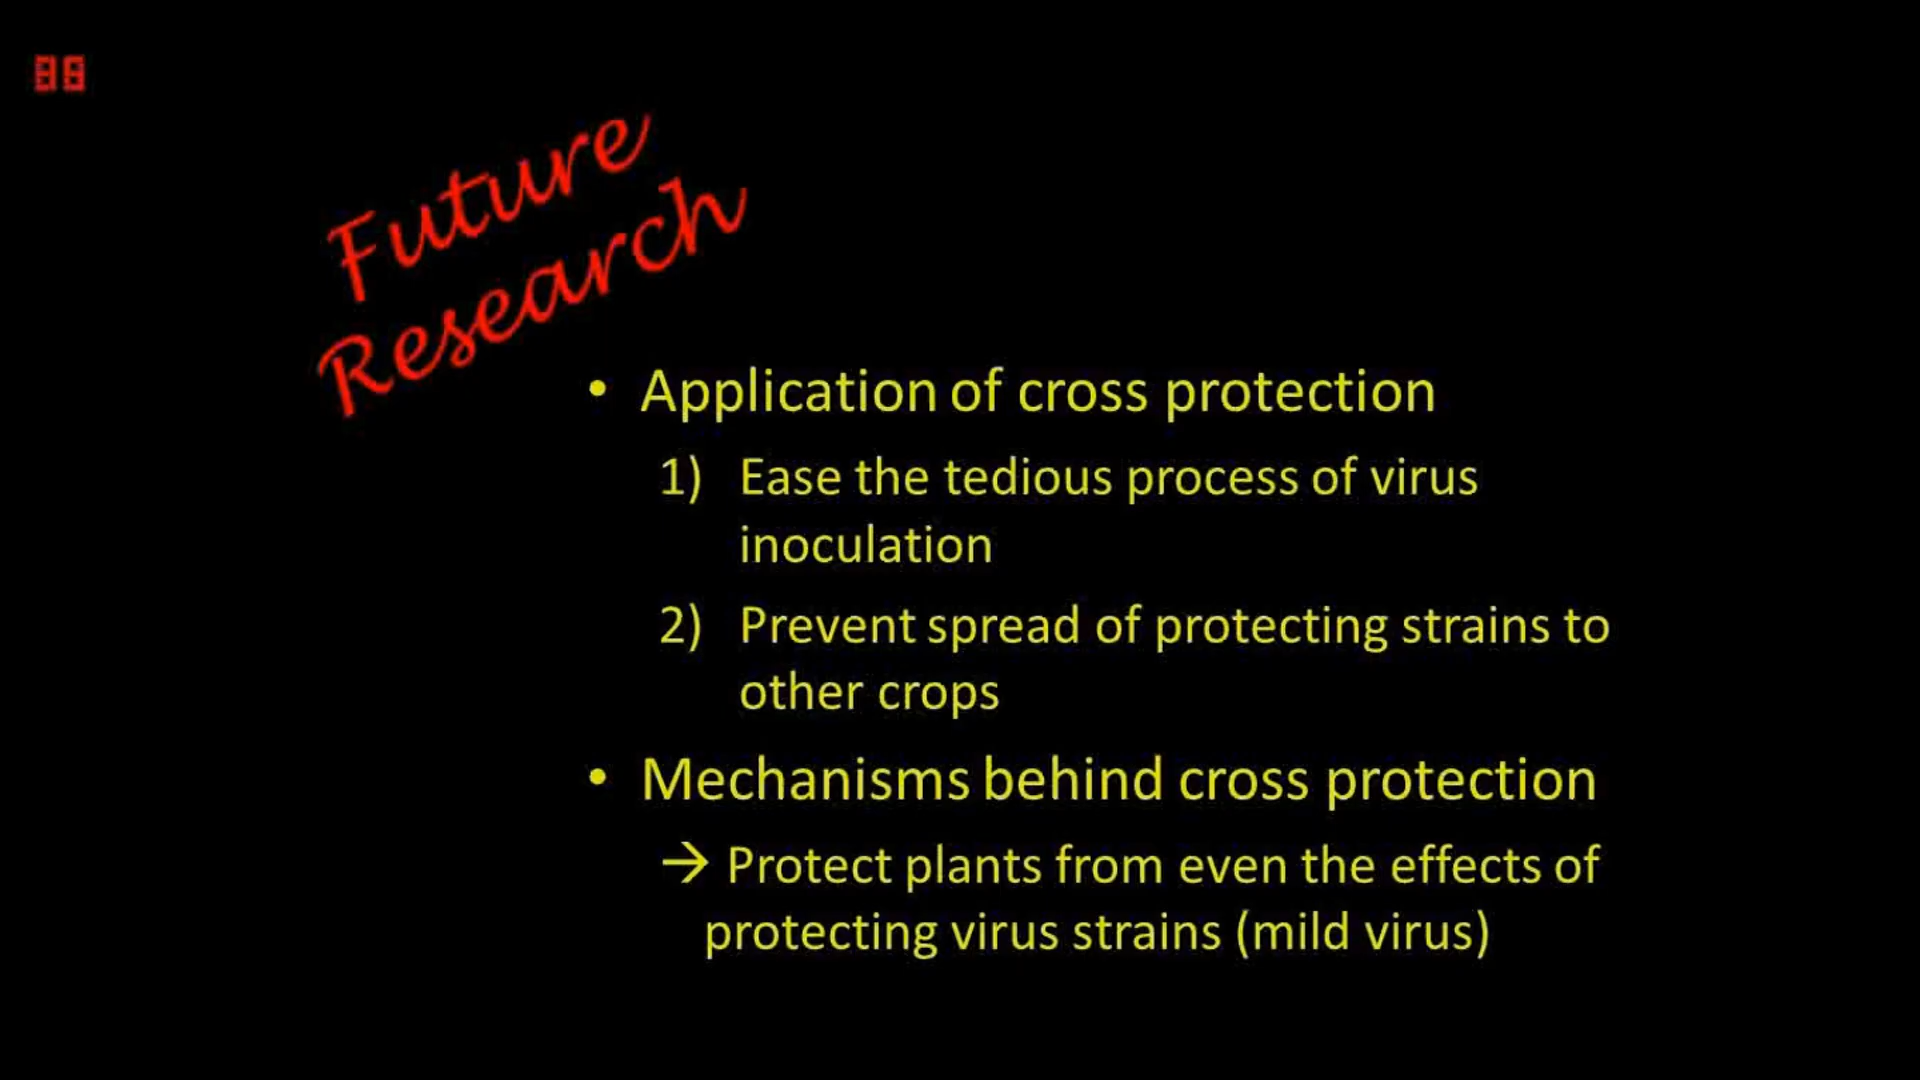 Future
Research
• Application of cross protection
1) Ease the tedious process of virus
inoculation
2) Prevent spread of protecting strains to
other crops
• Mechanisms behind cross protection
→ Protect plants from even the effects of
protecting virus strains (mild virus)